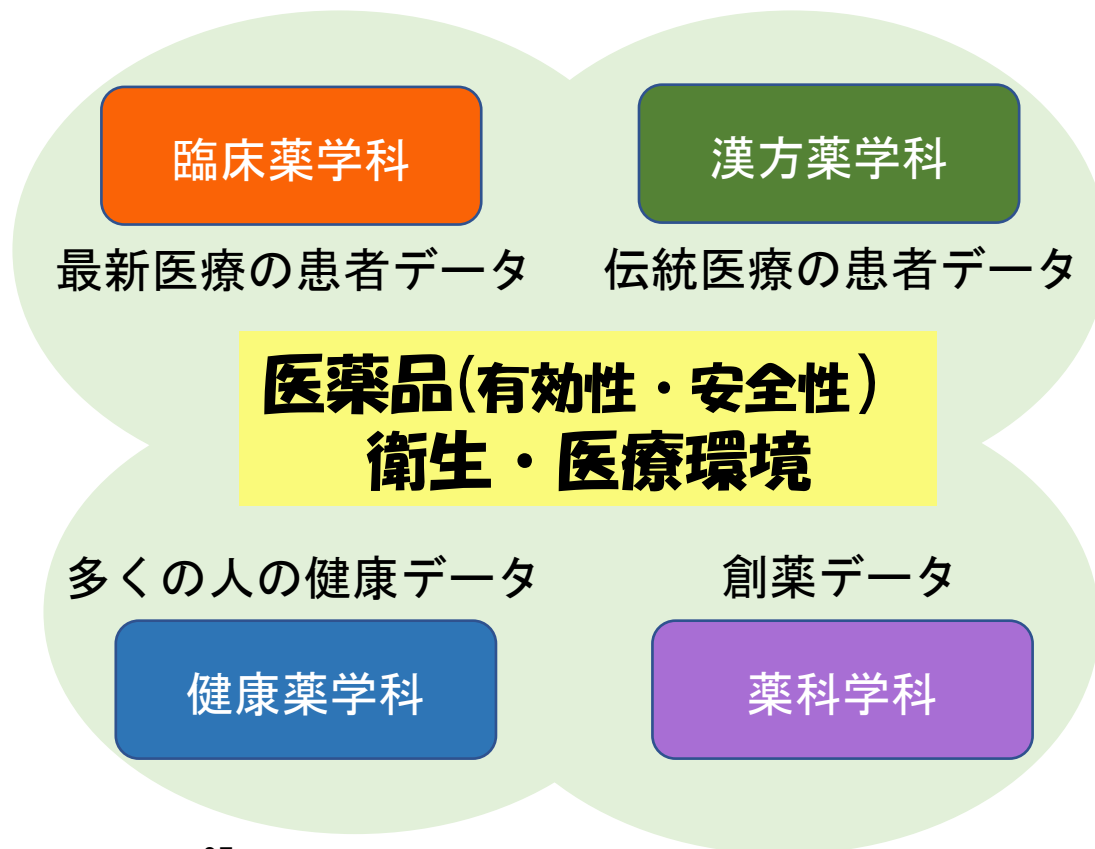 臨床薬学科
漢方薬学科
最新医療の患者データ
伝統医療の患者データ
医薬品(有効性・安全性)
衛生・医療環境
多くの人の健康データ
創薬データ
健康薬学科
薬科学科